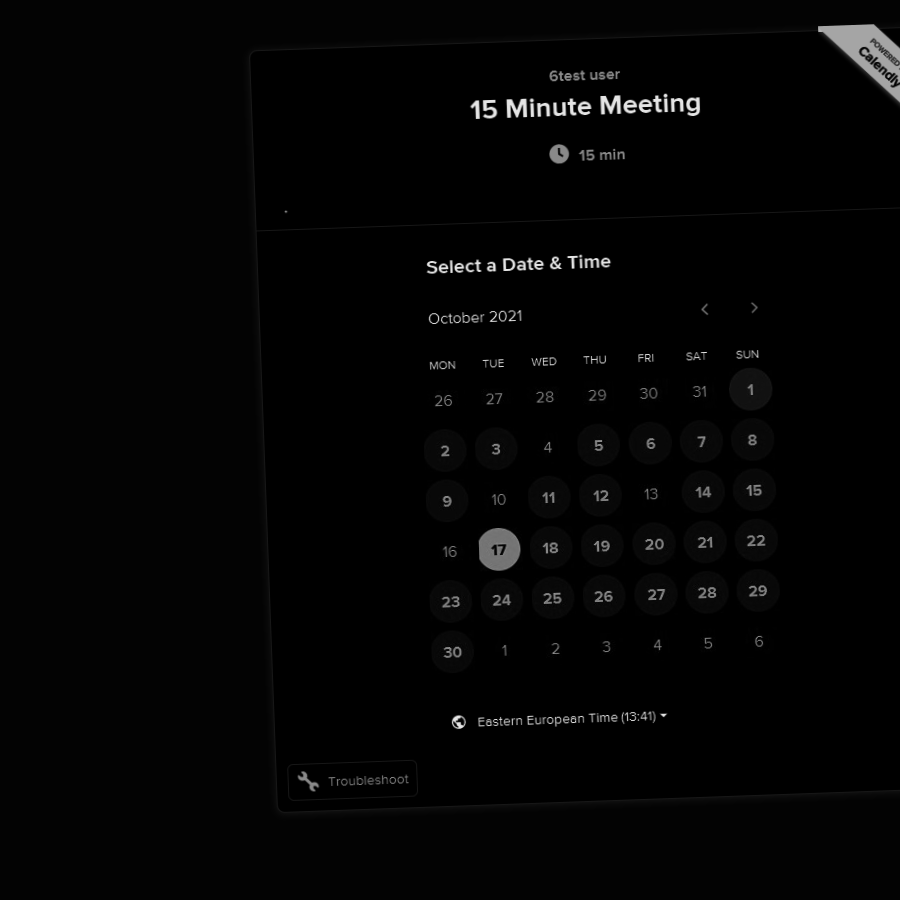 POWERED
Calendly
6test user
15 Minute Meeting
15 min
Select a Date & Time
October 2021
MON TUE WED THU FRI SAT SUN
26 27 28 29 30 31 1
2 3 4 5 6 7 8
9 10 11 12 13 14 15
16 17 18 19 20 21 22
23 24 25 26 27 28 29
30 1 2 3 4 5 6
Eastern European Time (13:41)
Troubleshoot